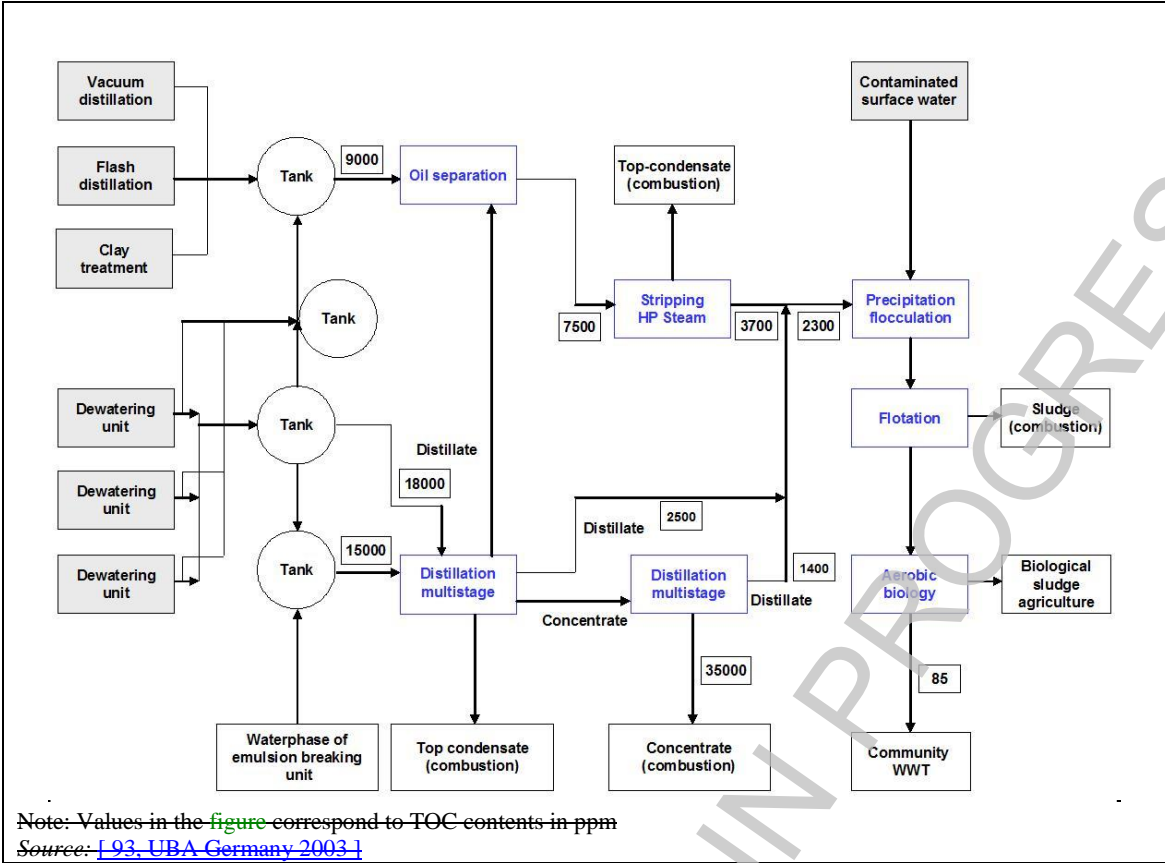 Vacuum
distillation
Contaminated
surface water
9000
Flash
distillation
Tank
Oil separation
Top-condensate
(combustion)
Clay
treatment
Tank
Stripping
HP Steam
Precipitation
flocculation
7500
3700
2300
Dewatering
unit
Tank
Flotation
Sludge
(combustion)
Distillate
18000
Dewatering
unit
2500
Distillate
15000
Dewatering
unit
Tank
Distillation
multistage
Distillation
multistage
1400
Aerobic
biology
Biological
sludge
agriculture
Distillate
Concentrate
35000
85
Waterphase of
emulsion breaking
unit
Top condensate
(combustion)
Concentrate
(combustion)
Community
WWT
Note: Values in the figure correspond to TOC contents in ppm
Source: [ 93, UBA Germany 2003 ]
IN PROGRES